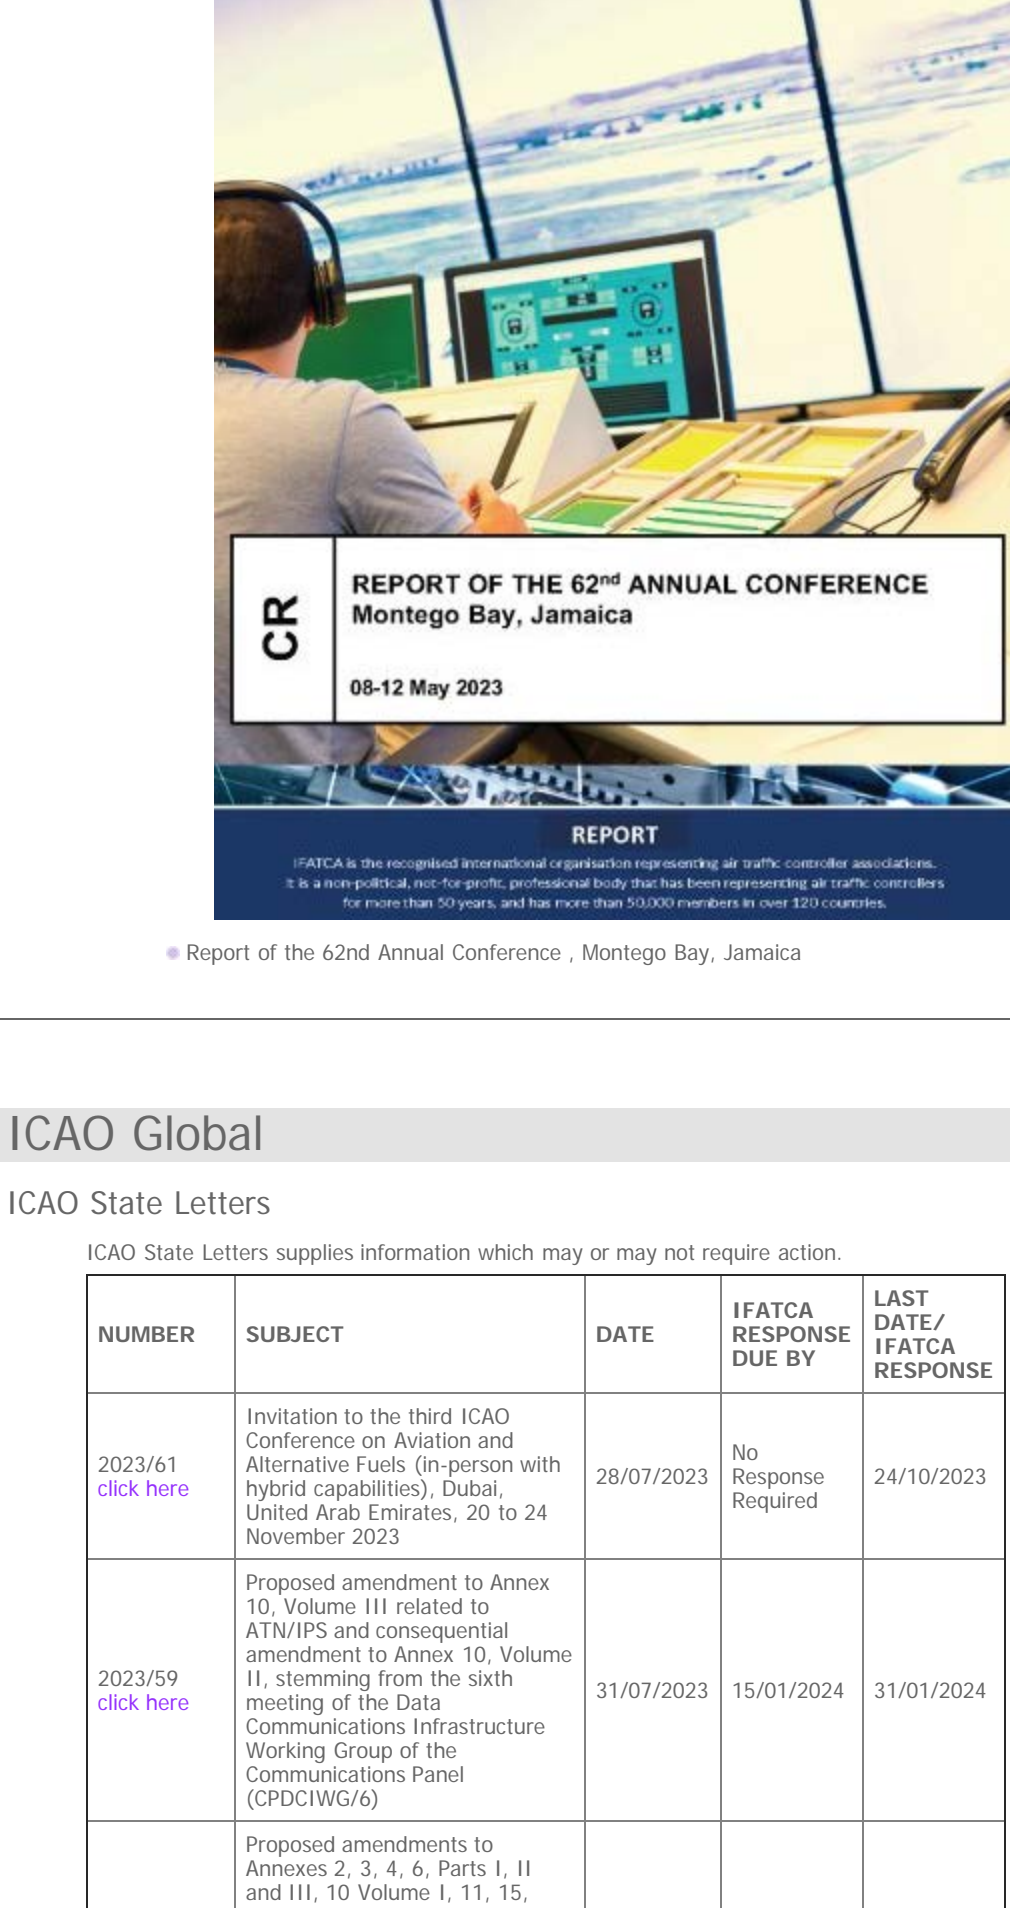 CR
REPORT OF THE 62nd ANNUAL CONFERENCE
Montego Bay, Jamaica
08-12 May 2023
REPORT
IFATCA is the recognised international organisation representing air traffic controller associations.
It is a non-political, not-for-profit, professional body that has been representing air traffic controllers
for more than 50 years, and has more than 50,000 members in over 120 countries.
Report of the 62nd Annual Conference , Montego Bay, Jamaica
ICAO Global
ICAO State Letters
ICAO State Letters supplies information which may or may not require action.
NUMBER
SUBJECT
DATE
IFATCA
RESPONSE
DUE BY
LAST
DATE/
IFATCA
RESPONSE
2023/61
click here
Invitation to the third ICAO
Conference on Aviation and
Alternative Fuels (in-person with
hybrid capabilities), Dubai,
United Arab Emirates, 20 to 24
November 2023
28/07/2023
No
Response
Required
24/10/2023
2023/59
click here
Proposed amendment to Annex
10, Volume III related to
ATN/IPS and consequential
amendment to Annex 10, Volume
II, stemming from the sixth
meeting of the Data
Communications Infrastructure
Working Group of the
Communications Panel
(CPDCIWG/6)
31/07/2023
15/01/2024
31/01/2024
Proposed amendments to
Annexes 2, 3, 4, 6, Parts I, II
and III, 10 Volume I, 11, 15,